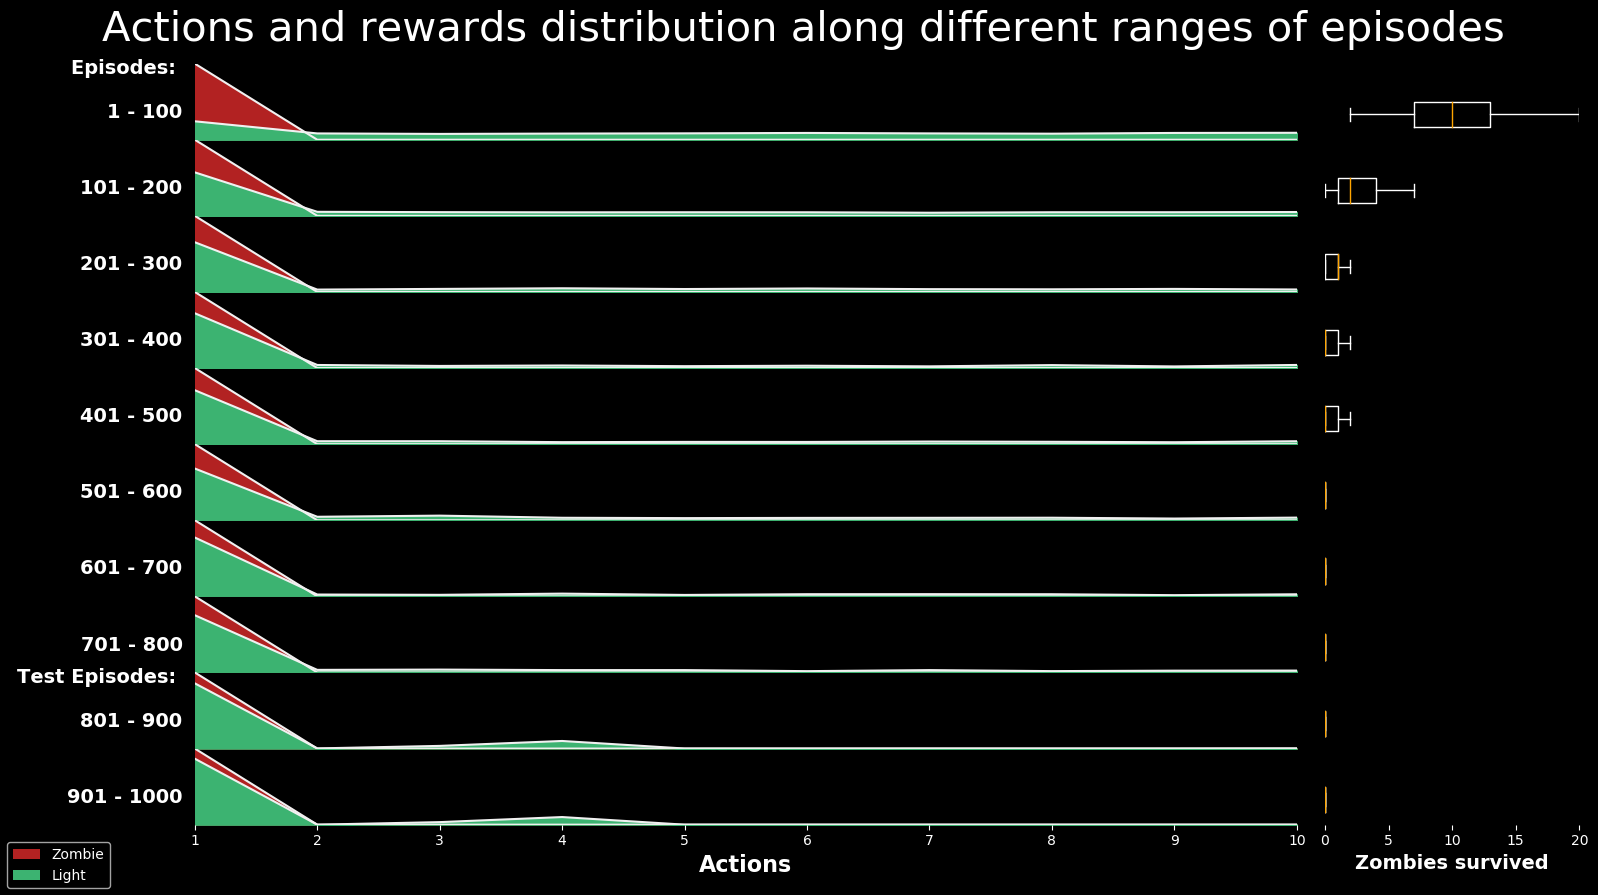 Actions and rewards distribution along different ranges of episodes
Episodes:
1 - 100
101 - 200
201 - 300
301 - 400
401 - 500
501 - 600
601 - 700
701 - 800
Test Episodes:
801 - 900
901 - 1000
1 2 3 4 5 6 7 8 9 10
0 5 10 15 20
Actions
Zombies survived
Zombie
Light